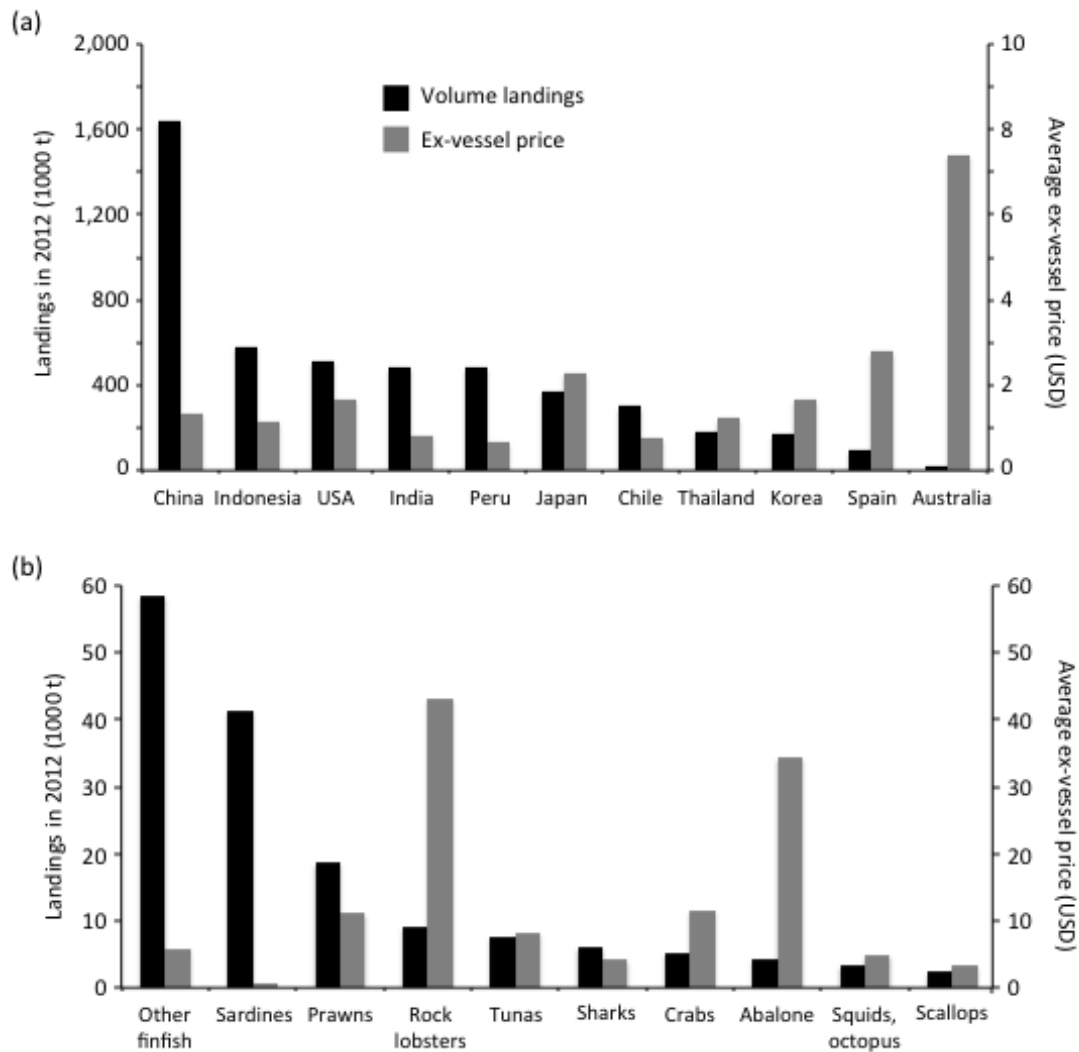 (a)
2,000
1,600
1,200
800
400
0
Landings in 2012 (1000 t)
Volume landings
Ex-vessel price
10
8
6
4
2
0
Average ex-vessel price (USD)
China Indonesia USA India Peru Japan Chile Thailand Korea Spain Australia
(b)
60
50
40
30
20
10
0
Landings in 2012 (1000 t)
60
50
40
30
20
10
0
Average ex-vessel price (USD)
Other Sardines Prawns Rock Tunas Sharks Crabs Abalone Squids, Scallops
finfish lobsters octopus